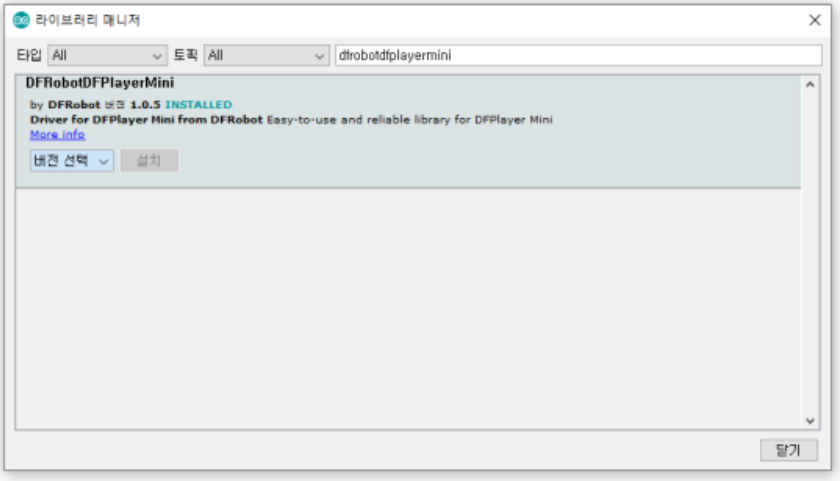 라이브러리 매니저
타입 All 토픽 All dfrobotdfplayermini
DFRobotDFPlayerMini
by DFRobot 버전 1.0.5 INSTALLED
Driver for DFPlayer Mini from DFRobot Easy-to-use and reliable library for DFPlayer Mini
More info
버전 선택 설치
닫기